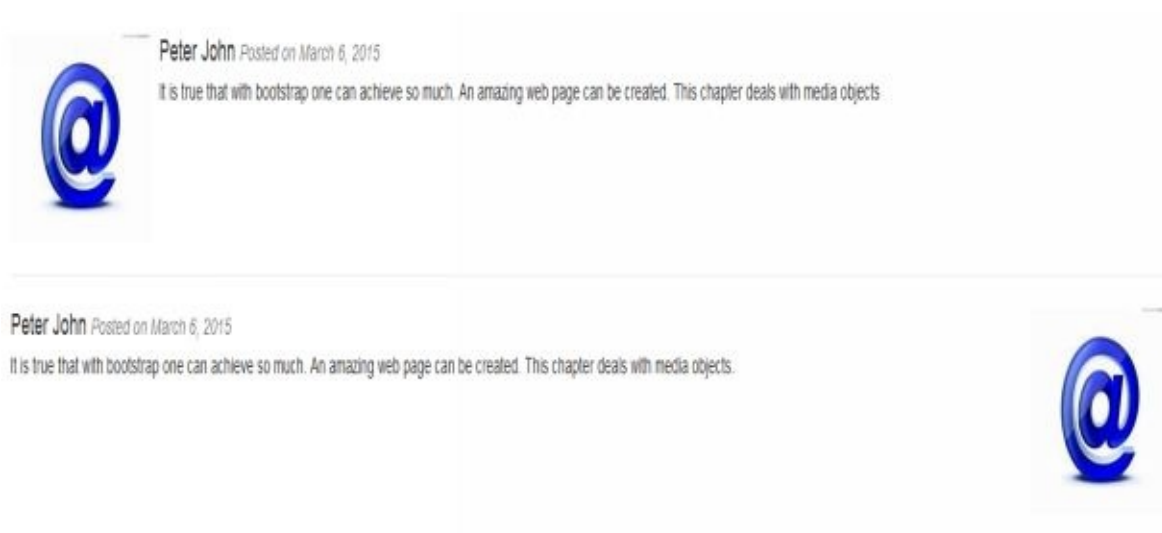 Peter John Posted on March 6, 2015
It is true that with bootstrap one can achieve so much. An amazing web page can be created. This chapter deals with media objects
Peter John Posted on March 6, 2015
It is true that with bootstrap one can achieve so much. An amazing web page can be created. This chapter deals with media objects.